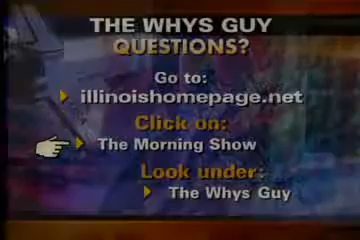 THE WHYS GUY
QUESTIONS?
Go to:
illinoishomepage.net
Click on:
The Morning Show
Look under:
The Whys Guy